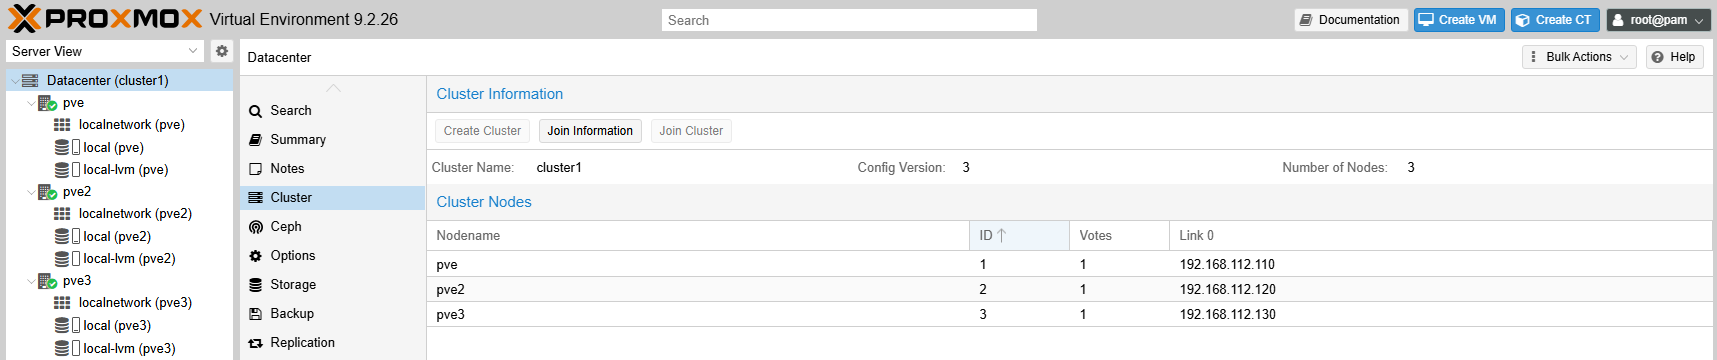 PROXMOX Virtual Environment 9.2.26 Search Documentation Create VM Create CT root@pam
Server View
Datacenter (cluster1)
pve
localnetwork (pve)
local (pve)
local-lvm (pve)
pve2
localnetwork (pve2)
local (pve2)
local-lvm (pve2)
pve3
localnetwork (pve3)
local (pve3)
local-lvm (pve3)
Datacenter Bulk Actions Help
Search
Summary
Notes
Cluster
Ceph
Options
Storage
Backup
Replication
Cluster Information
Create Cluster Join Information Join Cluster
Cluster Name: cluster1 Config Version: 3 Number of Nodes: 3
Cluster Nodes
Nodename ID Votes Link 0
pve 1 1 192.168.112.110
pve2 2 1 192.168.112.120
pve3 3 1 192.168.112.130